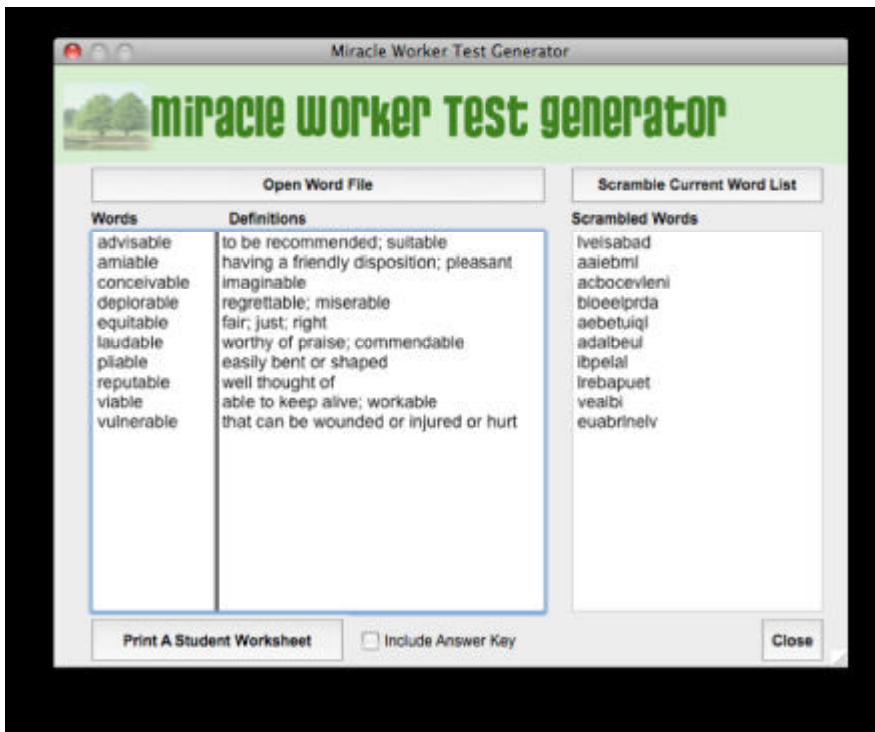 Miracle Worker Test Generator
Miracle Worker Test Generator
Open Word File
Scramble Current Word List
Words Definitions
advisable to be recommended; suitable
amiable having a friendly disposition; pleasant
conceivable imaginable
deplorable regrettable; miserable
equitable fair; just; right
laudable worthy of praise; commendable
pliable easily bent or shaped
reputable well thought of
viable able to keep alive; workable
vulnerable that can be wounded or injured or hurt
Scrambled Words
lveisabad
aaiebml
acbocevleni
bloeelprda
aebetuiql
adalbeul
ibpelal
lrebapuet
vealbi
euabrlnelv
Print A Student Worksheet
Include Answer Key
Close